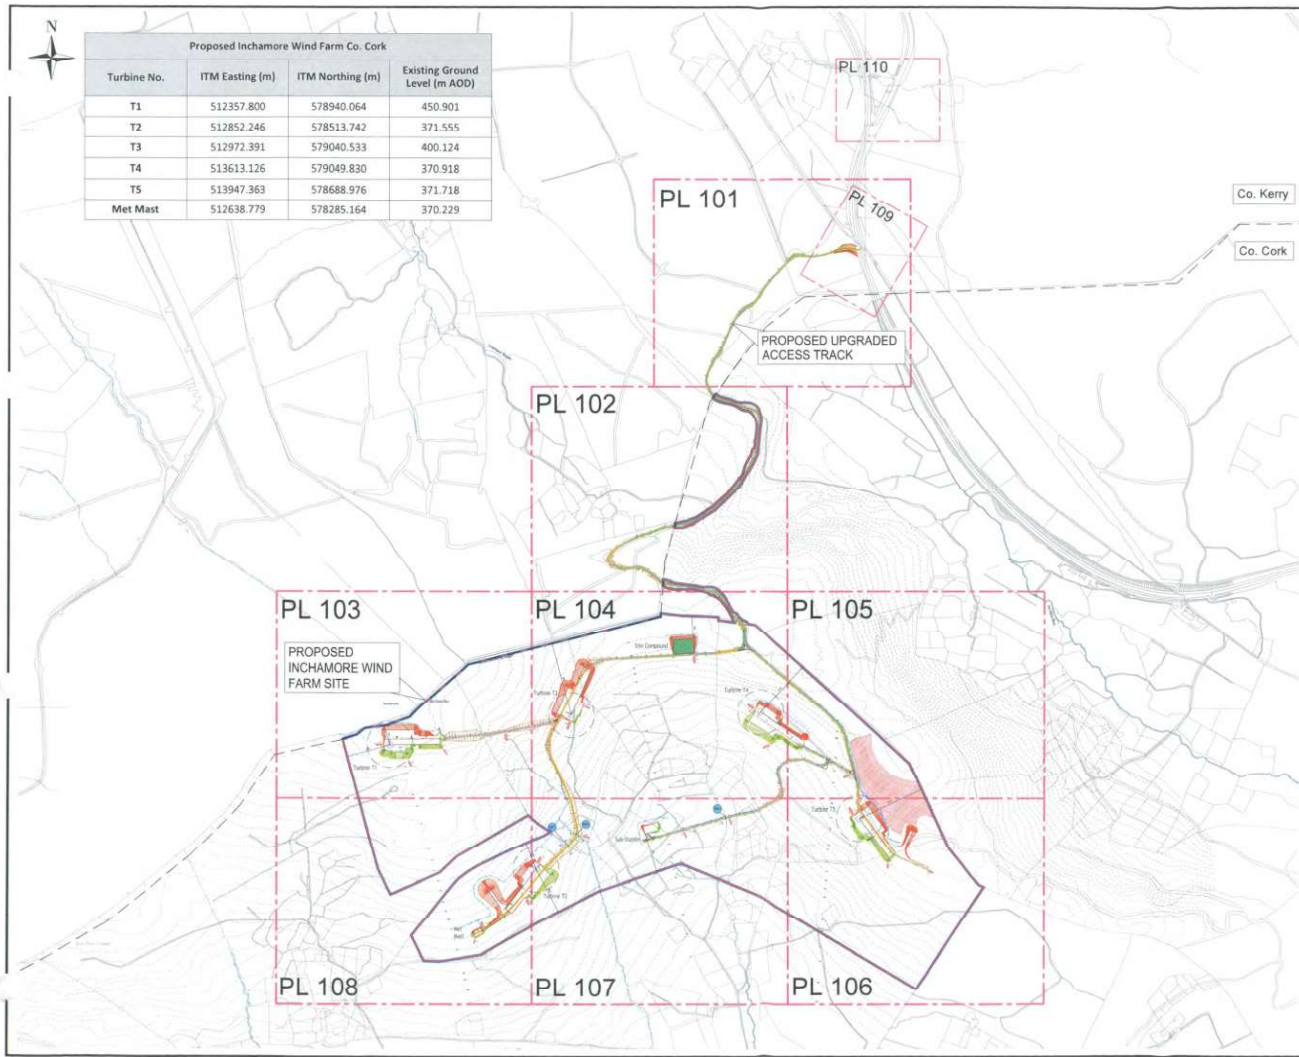 N
Proposed Inchamore Wind Farm Co. Cork
Turbine No. ITM Easting (m) ITM Northing (m) Existing Ground Level (m AOD)
T1 512357.800 578940.064 450.901
T2 512852.246 578513.742 371.555
T3 512972.391 579040.533 400.124
T4 513613.126 579049.830 370.918
T5 513947.363 578688.976 371.718
Met Mast 512638.779 578285.164 370.229
PL 110
PL 101
PL 109
Co. Kerry
Co. Cork
PROPOSED UPGRADED
ACCESS TRACK
PL 102
PL 103
PL 104
PL 105
PROPOSED
INCHAMORE WIND
FARM SITE
Site Compound
Turbine T3
Turbine T4
Turbine T1
Turbine T5
Sub-Station
Turbine T2
Met
Mast
PL 108
PL 107
PL 106